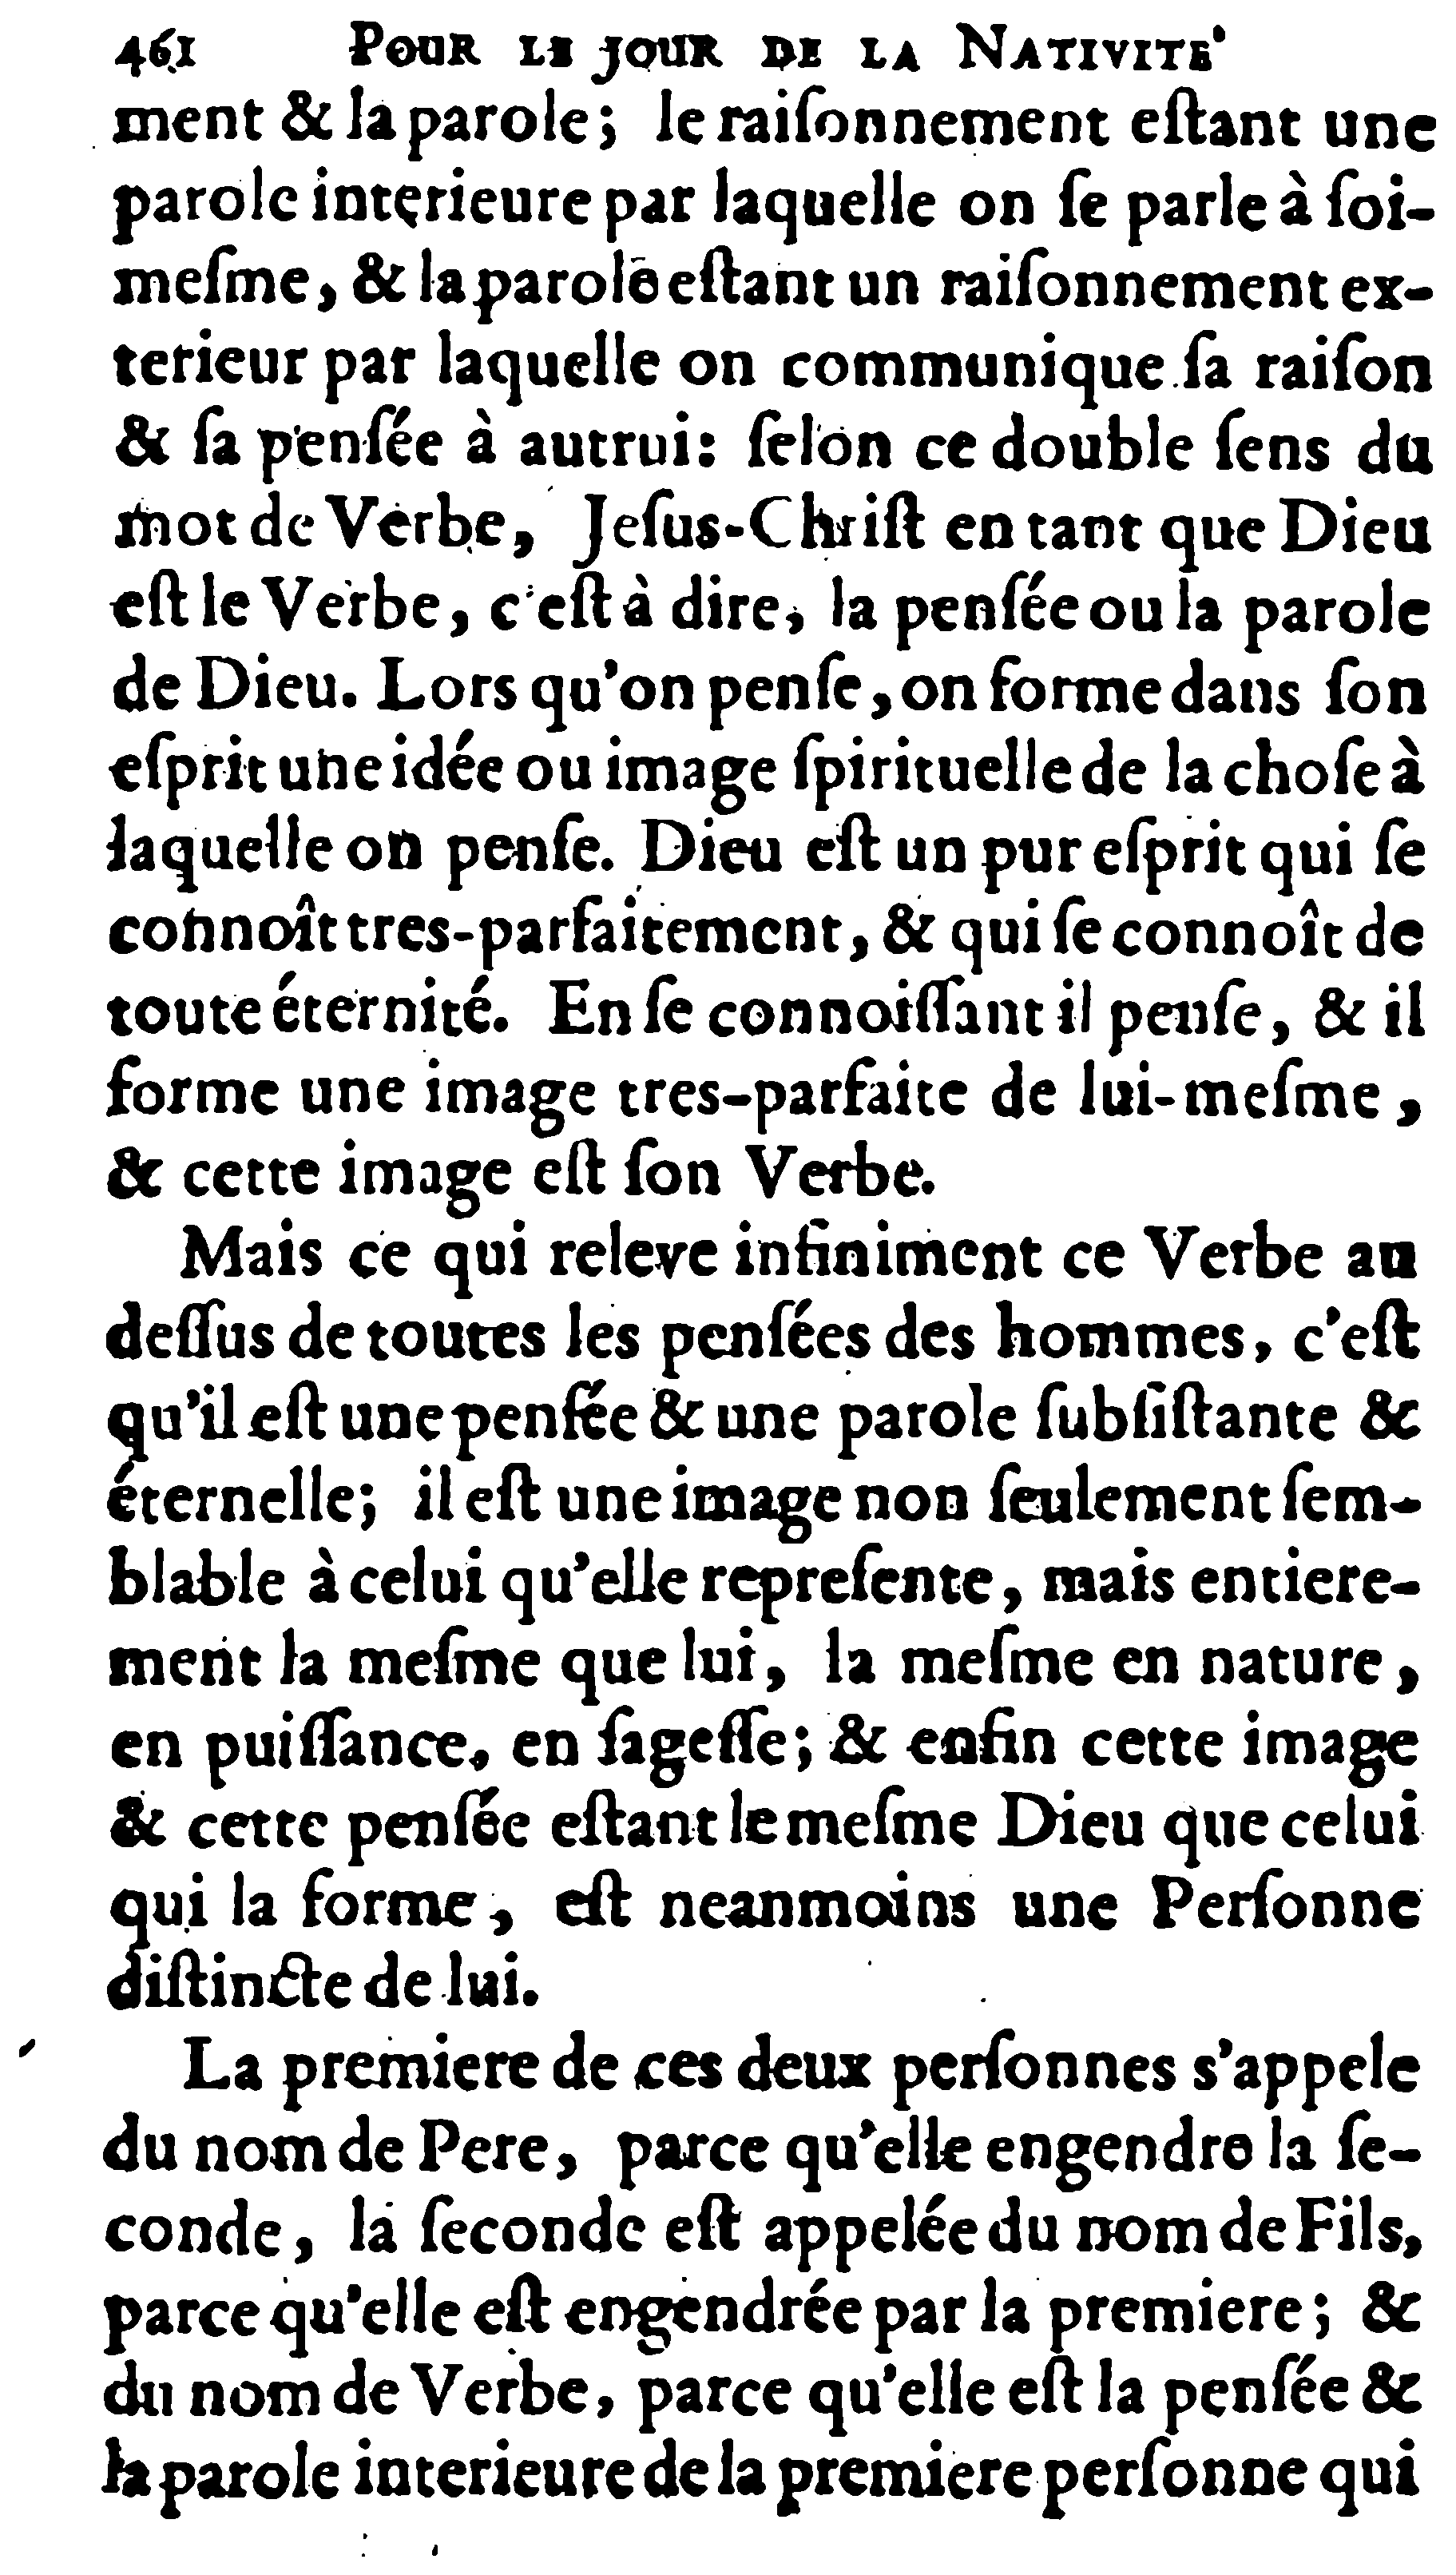 461 POUR LE JOUR DE LA NATIVITE'
ment & la parole; le raiſonnement eſtant une
parole interieure par laquelle on ſe parle à ſoi-
meſme, & la parole eſtant un raiſonnement ex-
terieur par laquelle on communique ſa raiſon
& ſa penſée à autrui: ſelon ce double ſens du
mot de Verbe, Jeſus-Chriſt en tant que Dieu
eſt le Verbe, c'eſt à dire, la penſée ou la parole
de Dieu. Lors qu'on penſe, on forme dans ſon
eſprit une idée ou image ſpirituelle de la choſe à
laquelle on penſe. Dieu eſt un pur eſprit qui ſe
connoît tres-parfaitement, & qui ſe connoît de
toute éternité. En ſe connoiſſant il penſe, & il
forme une image tres-parfaite de lui-meſme,
& cette image eſt ſon Verbe.
Mais ce qui releve infiniment ce Verbe au
deſſus de toutes les penſées des hommes, c'eſt
qu'il eſt une penſée & une parole ſubſiſtante &
éternelle; il eſt une image non ſeulement ſem-
blable à celui qu'elle repreſente, mais entiere-
ment la meſme que lui, la meſme en nature,
en puiſſance, en ſageſſe; & enfin cette image
& cette penſée eſtant le meſme Dieu que celui
qui la forme, eſt neanmoins une Perſonne
diſtincte de lui.
La premiere de ces deux perſonnes s'appele
du nom de Pere, parce qu'elle engendre la ſe-
conde, la ſeconde eſt appelée du nom de Fils,
parce qu'elle eſt engendrée par la premiere; &
du nom de Verbe, parce qu'elle eſt la penſée &
la parole interieure de la premiere perſonne qui